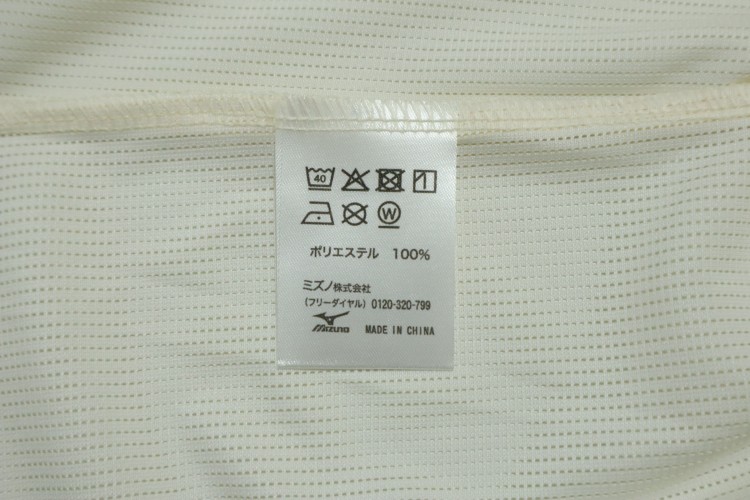 40
W
ポリエステル 100%
ミズノ株式会社
(フリーダイヤル) 0120-320-799
Mizuno MADE IN CHINA